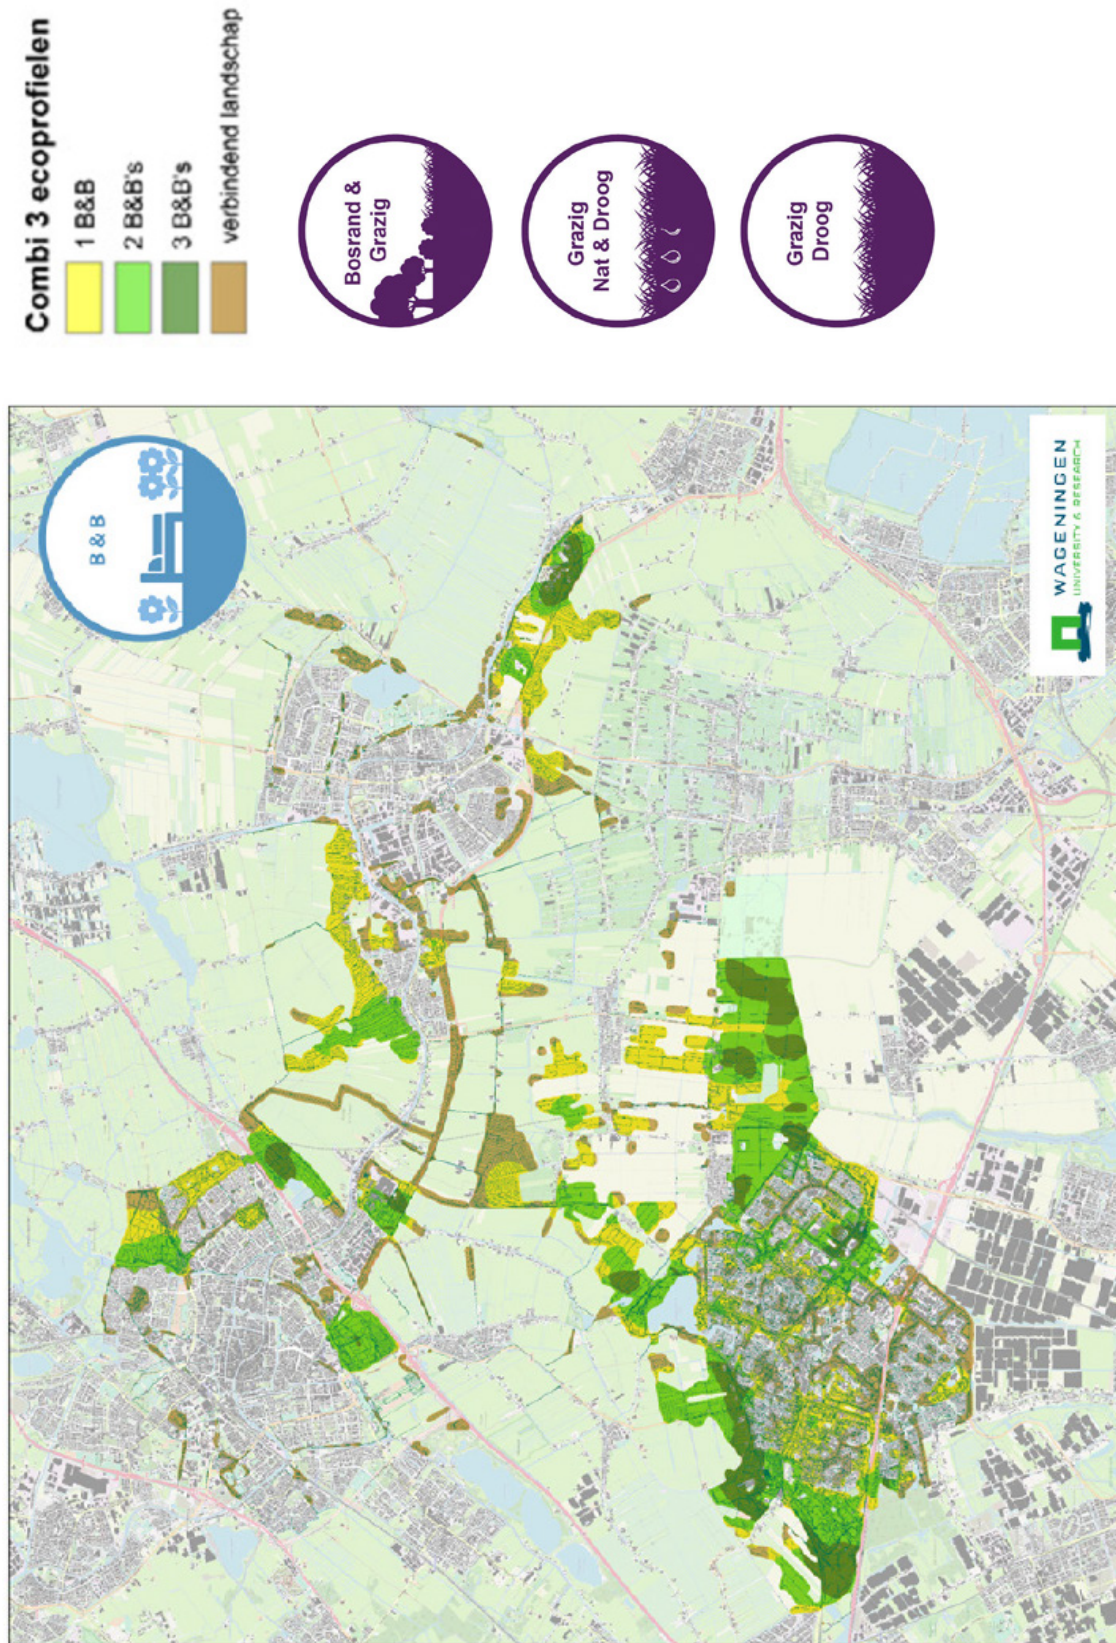 Combi 3 ecoprofielen
1 B&B
2 B&B's
3 B&B's
verbindend landschap
Bosrand &
Grazig
Grazig
Nat & Droog
Grazig
Droog
B & B
WAGENINGEN
UNIVERSITY & RESEARCH